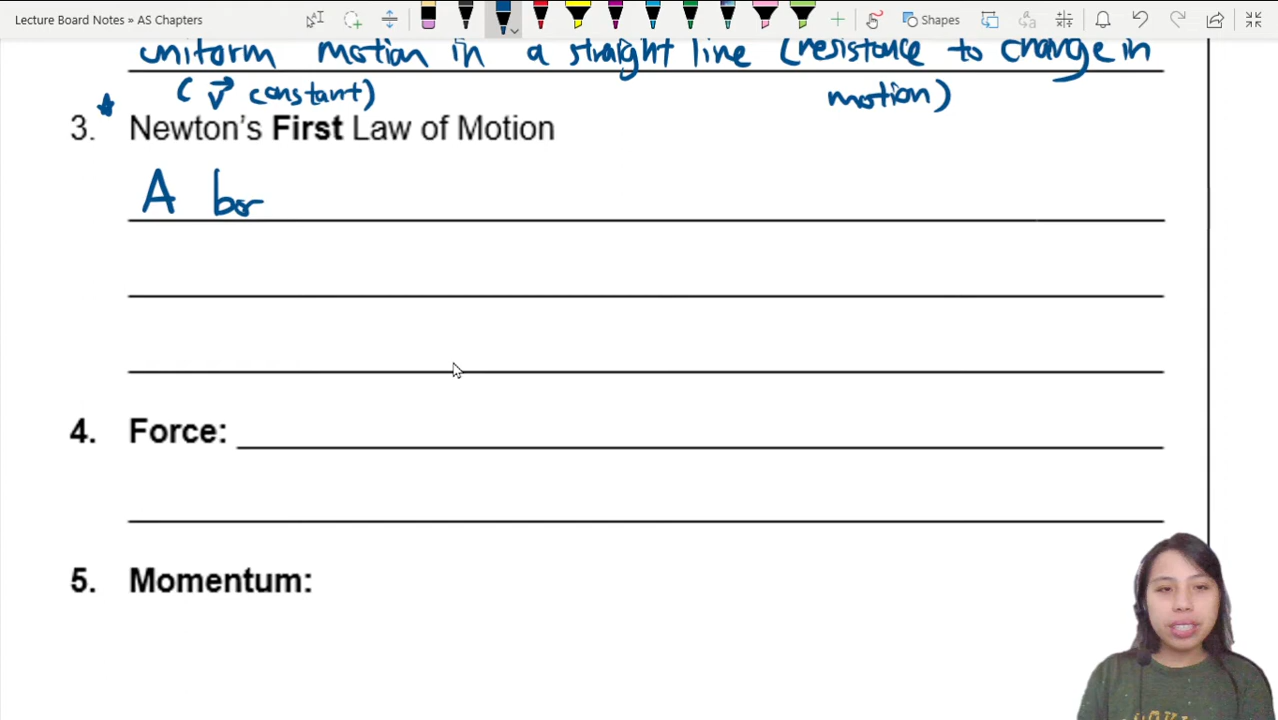 Lecture Board Notes » AS Chapters
Shapes
uniform motion in a straight line (resistance to change in
(v⃗ constant) motion)
3. Newton's First Law of Motion
A bo
4. Force:
5. Momentum: